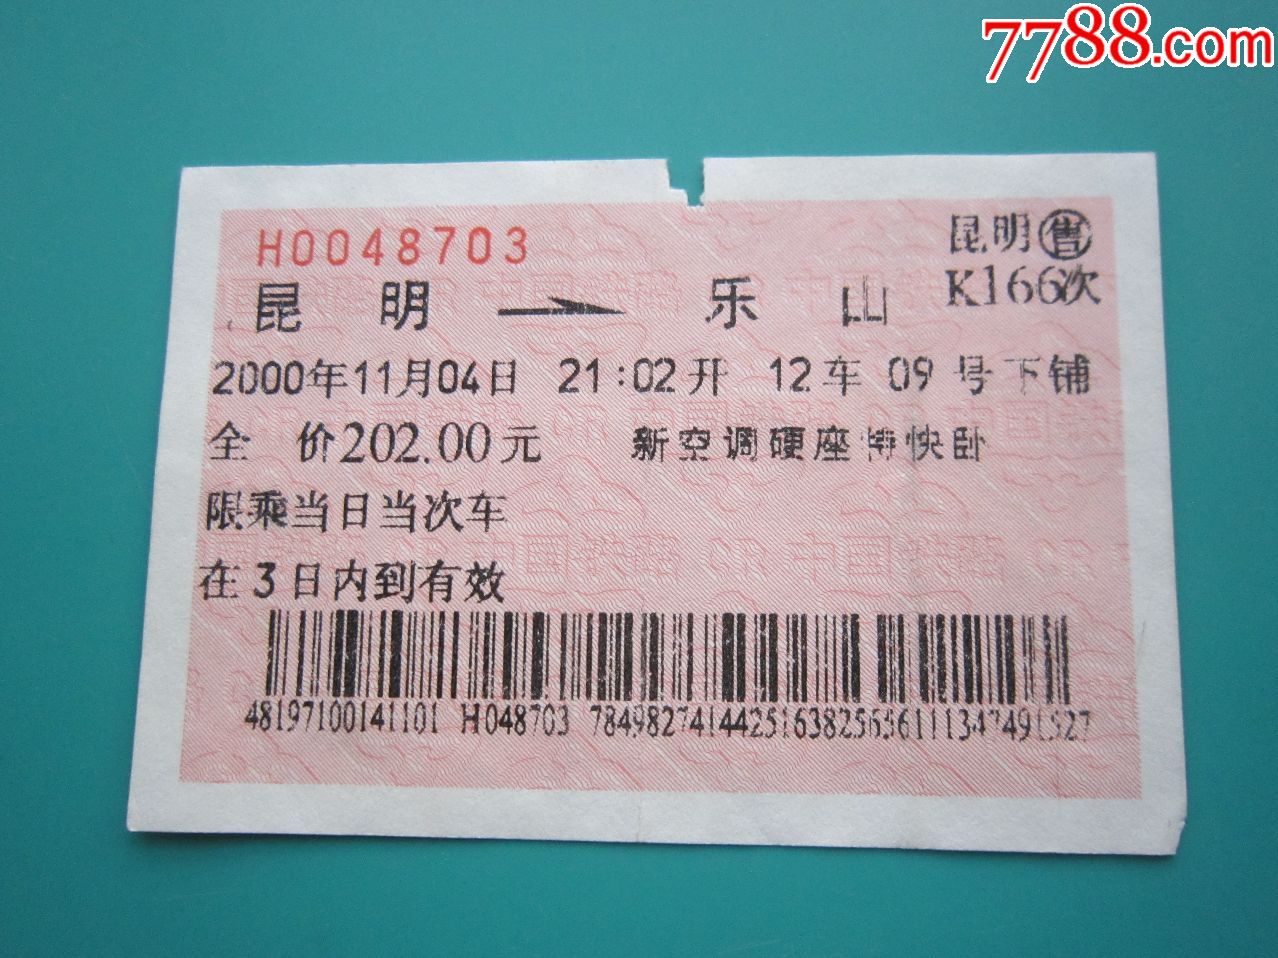 7788.com
H0048703
昆明售
昆明 → 乐山
K166次
2000年11月04日 21:02开 12车 09号下铺
全 价202.00元 新空调硬座特快卧
限乘当日当次车
在3日内到有效
48197100141101 H048703